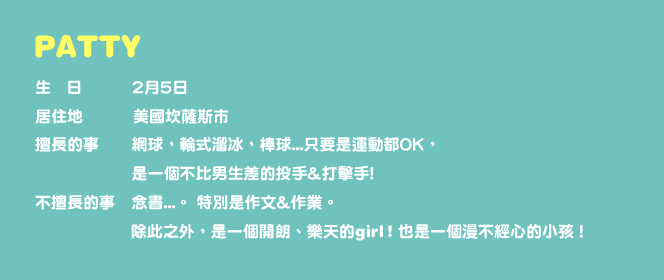 PATTY
生 日 2月5日
居住地 美國坎薩斯市
擅長的事 網球，輪式溜冰，棒球...只要是運動都OK，
是一個不比男生差的投手&打擊手!
不擅長的事 念書...。 特別是作文&作業。
除此之外，是一個開朗、樂天的girl！也是一個漫不經心的小孩！